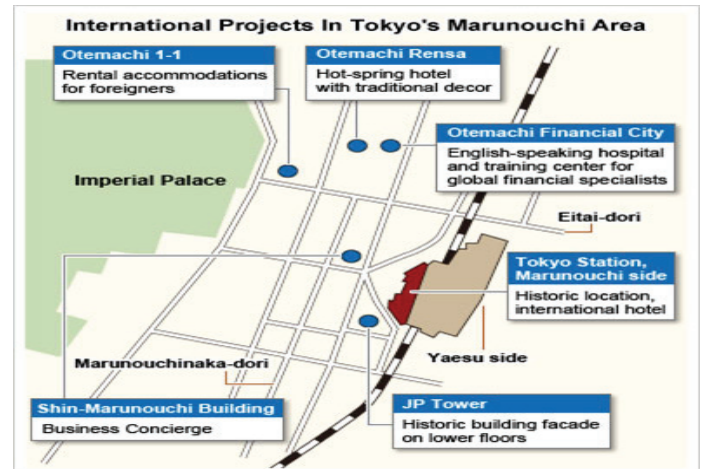 International Projects In Tokyo's Marunouchi Area
Otemachi 1-1
Rental accommodations
for foreigners
Otemachi Rensa
Hot-spring hotel
with traditional decor
Otemachi Financial City
English-speaking hospital
and training center for
global financial specialists
Imperial Palace
Eitai-dori
Tokyo Station,
Marunouchi side
Historic location,
international hotel
Yaesu side
Marunouchinaka-dori
Shin-Marunouchi Building
Business Concierge
JP Tower
Historic building facade
on lower floors